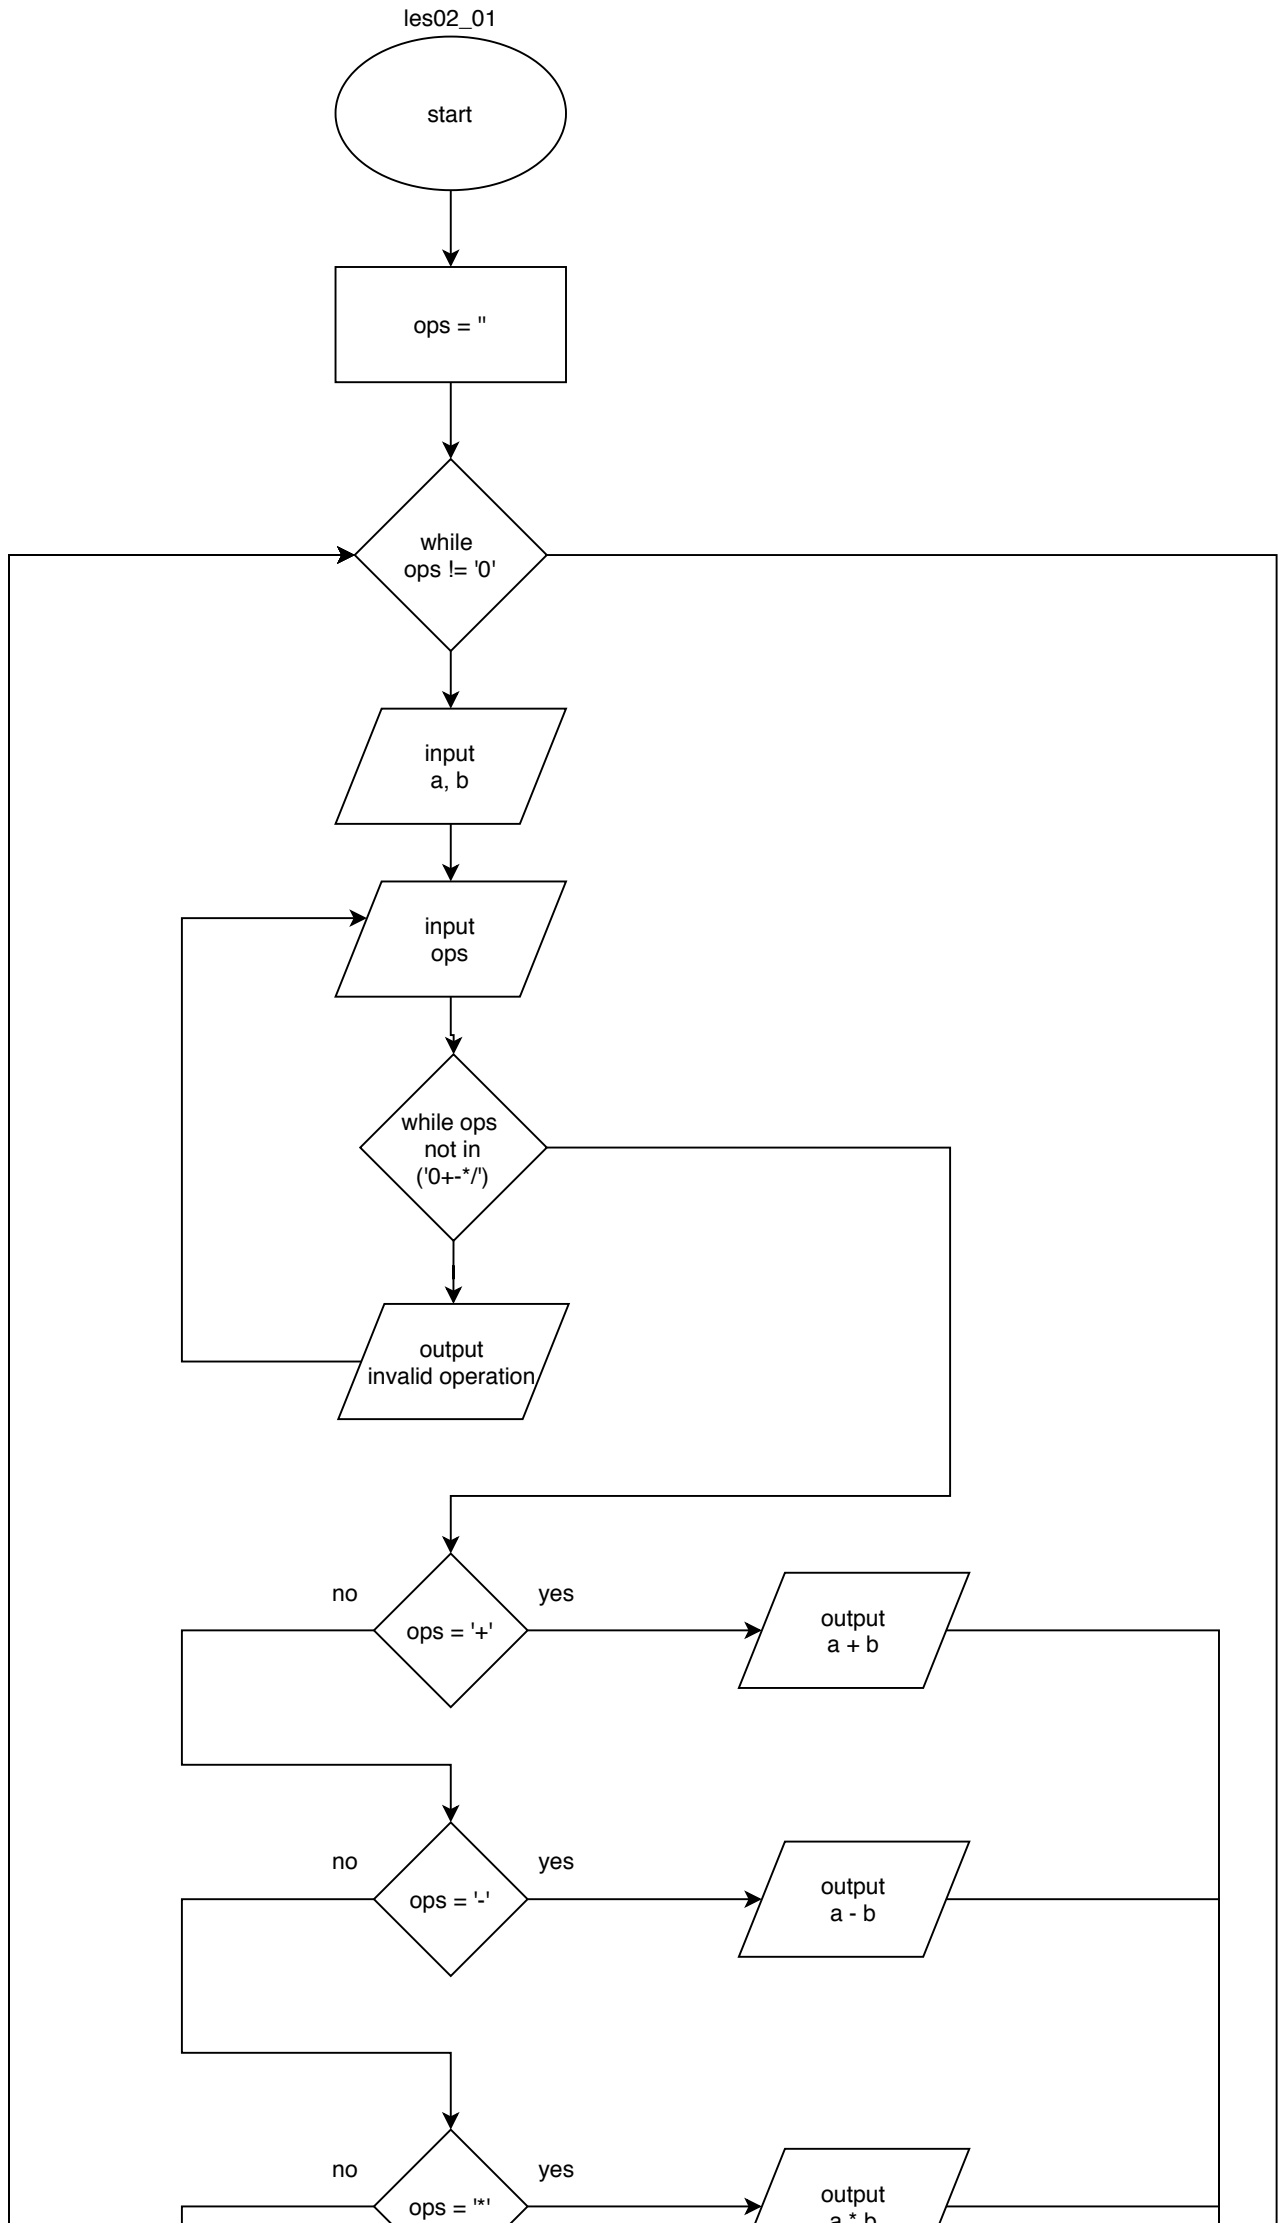 les02_01
start
ops = ''
while
ops != '0'
input
a, b
input
ops
while ops
not in
('0+-*/')
output
invalid operation
no
yes
ops = '+'
output
a + b
no
yes
ops = '-'
output
a - b
no
yes
ops = '*'
output
a * b